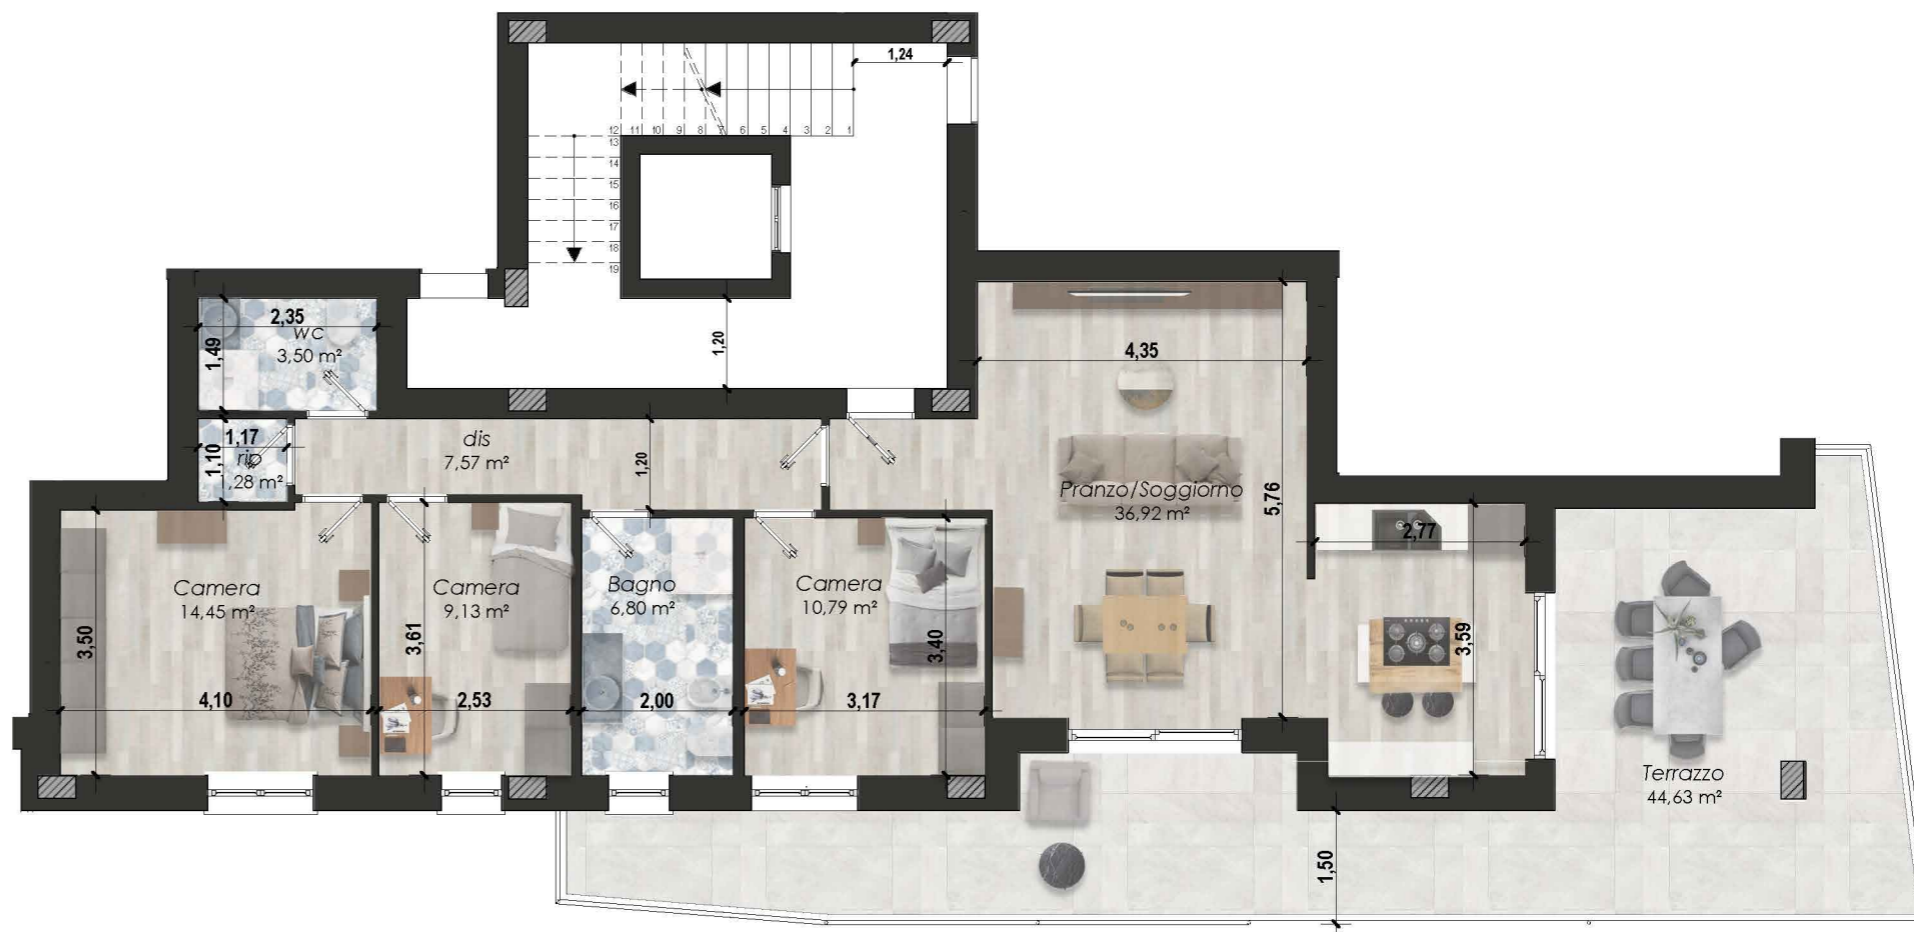 1,24
12 11 10 9 8 7 6 5 4 3 2 1
13
14
15
16
17
18
19
1,20
2,35
WC
3,50 m²
1,49
4,35
dis
7,57 m²
1,20
1,17
1,10
rip
1,28 m²
Pranzo/Soggiorno
36,92 m²
5,76
2,77
Camera
14,45 m²
3,50
4,10
Camera
9,13 m²
3,61
2,53
Bagno
6,80 m²
2,00
Camera
10,79 m²
3,40
3,17
3,59
Terrazzo
44,63 m²
1,50